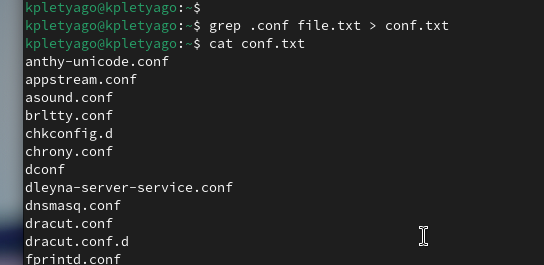 kpletyago@kpletyago:~$
kpletyago@kpletyago:~$ grep .conf file.txt > conf.txt
kpletyago@kpletyago:~$ cat conf.txt
anthy-unicode.conf
appstream.conf
asound.conf
brltty.conf
chkconfig.d
chrony.conf
dconf
dleyna-server-service.conf
dnsmasq.conf
dracut.conf
dracut.conf.d
fprintd.conf